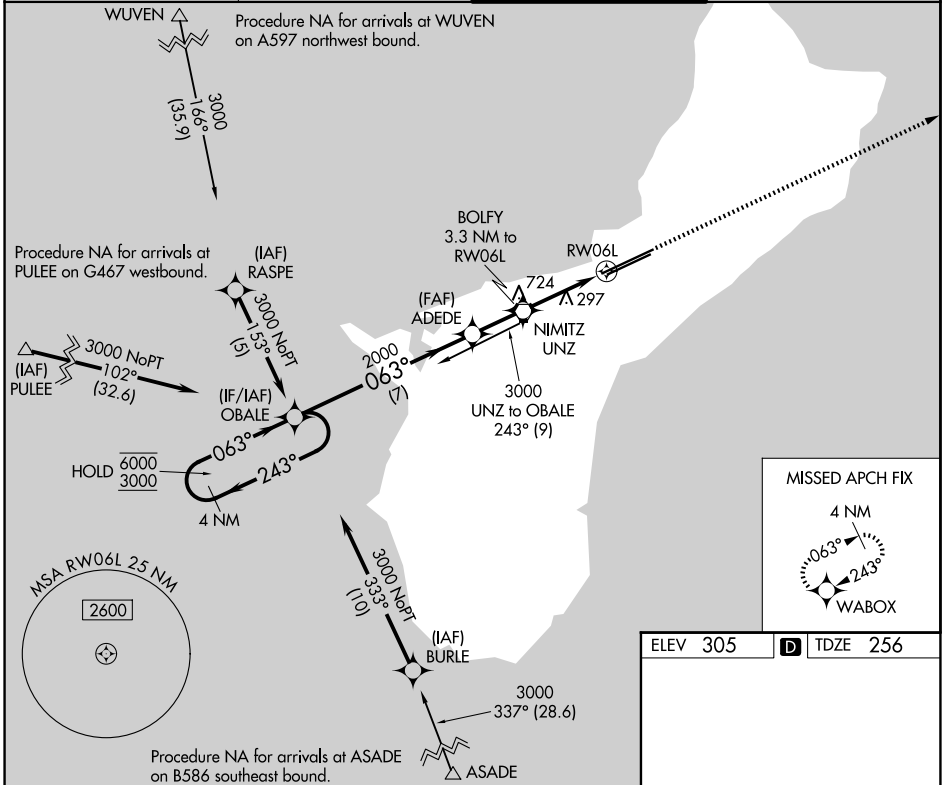 WUVEN
Procedure NA for arrivals at WUVEN
on A597 northwest bound.
3000
166°
(35.9)
Procedure NA for arrivals at
PULEE on G467 westbound.
(IAF)
RASPE
3000 NoPT
153°
(5)
(IAF)
PULEE
3000 NoPT
102°
(32.6)
(IF/IAF)
OBALE
HOLD
6000
3000
063°
243°
4 NM
2000
063°
(7)
(FAF)
ADEDE
BOLFY
3.3 NM to
RW06L
724
297
RW06L
NIMITZ
UNZ
3000
UNZ to OBALE
243° (9)
MISSED APCH FIX
4 NM
063°
243°
WABOX
MSA RW06L 25 NM
2600
3000 NoPT
333°
(10)
(IAF)
BURLE
3000
337° (28.6)
ASADE
Procedure NA for arrivals at ASADE
on B586 southeast bound.
ELEV 305
D
TDZE 256